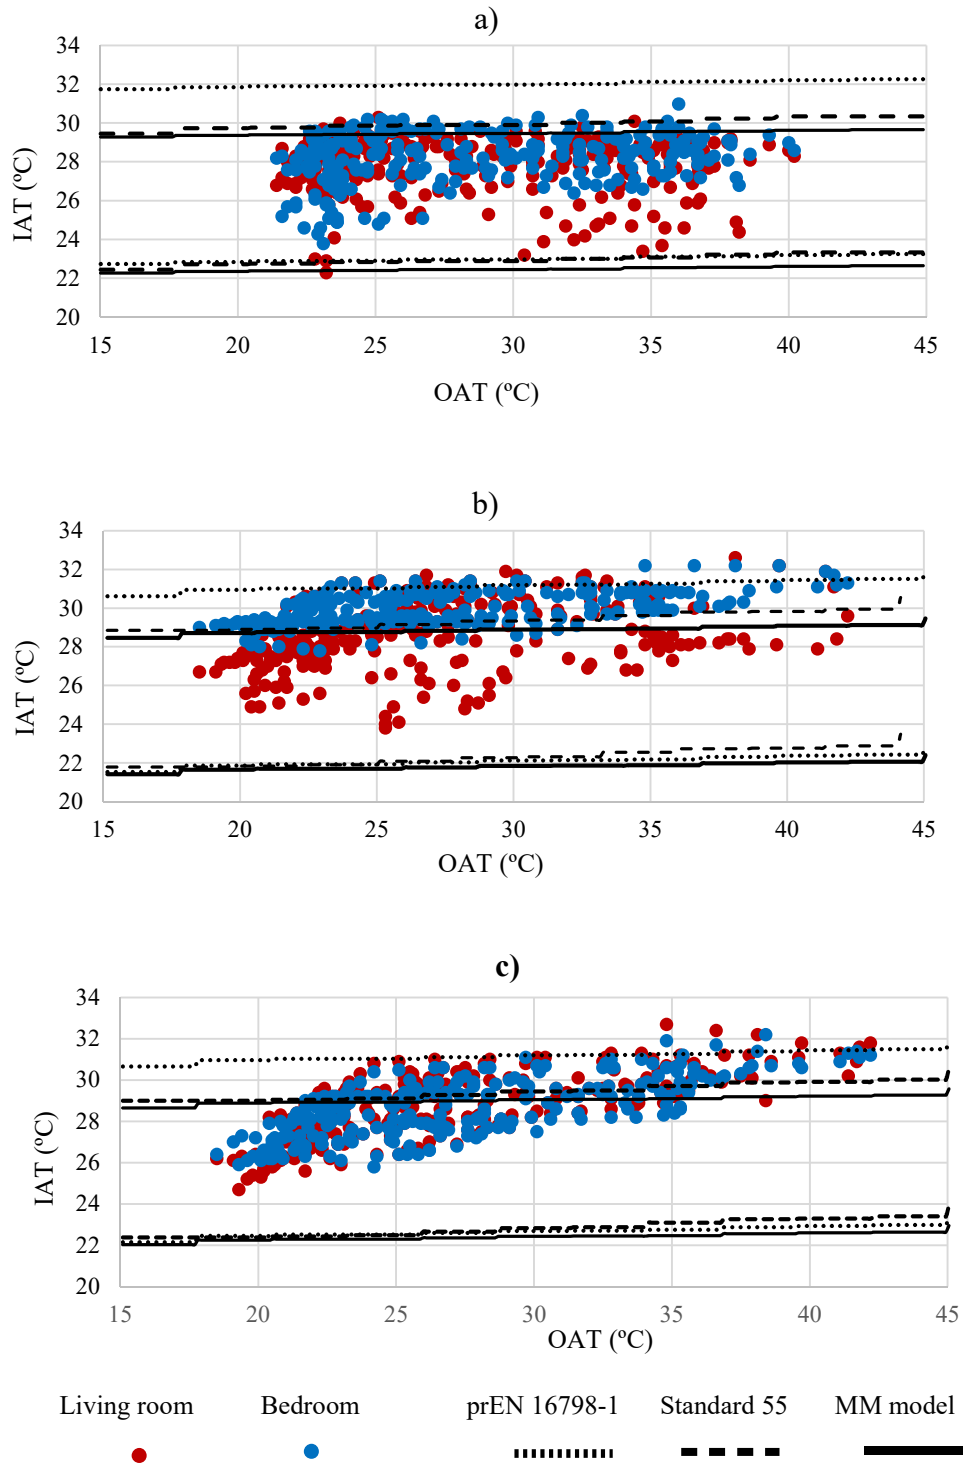 a)
34
32
30
28
26
24
22
20
IAT (ºC)
15 20 25 30 35 40 45
OAT (ºC)
b)
34
32
30
28
26
24
22
20
IAT (ºC)
15 20 25 30 35 40 45
OAT (ºC)
c)
34
32
30
28
26
24
22
20
IAT (ºC)
15 20 25 30 35 40 45
OAT (ºC)
Living room Bedroom prEN 16798-1 Standard 55 MM model